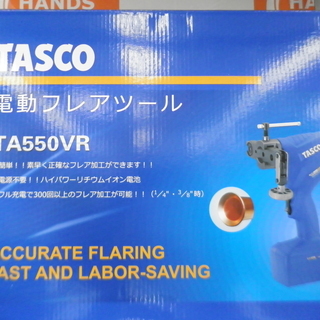 HANDS
TASCO
電動フレアツール
TA550VR
簡単!!素早く正確なフレア加工ができます!!
電源不要!!ハイパワーリチウムイオン電池
フル充電で300回以上のフレア加工が可能!!(1/4"・3/8"時)
TASCO
ACCURATE FLARING
FAST AND LABOR-SAVING